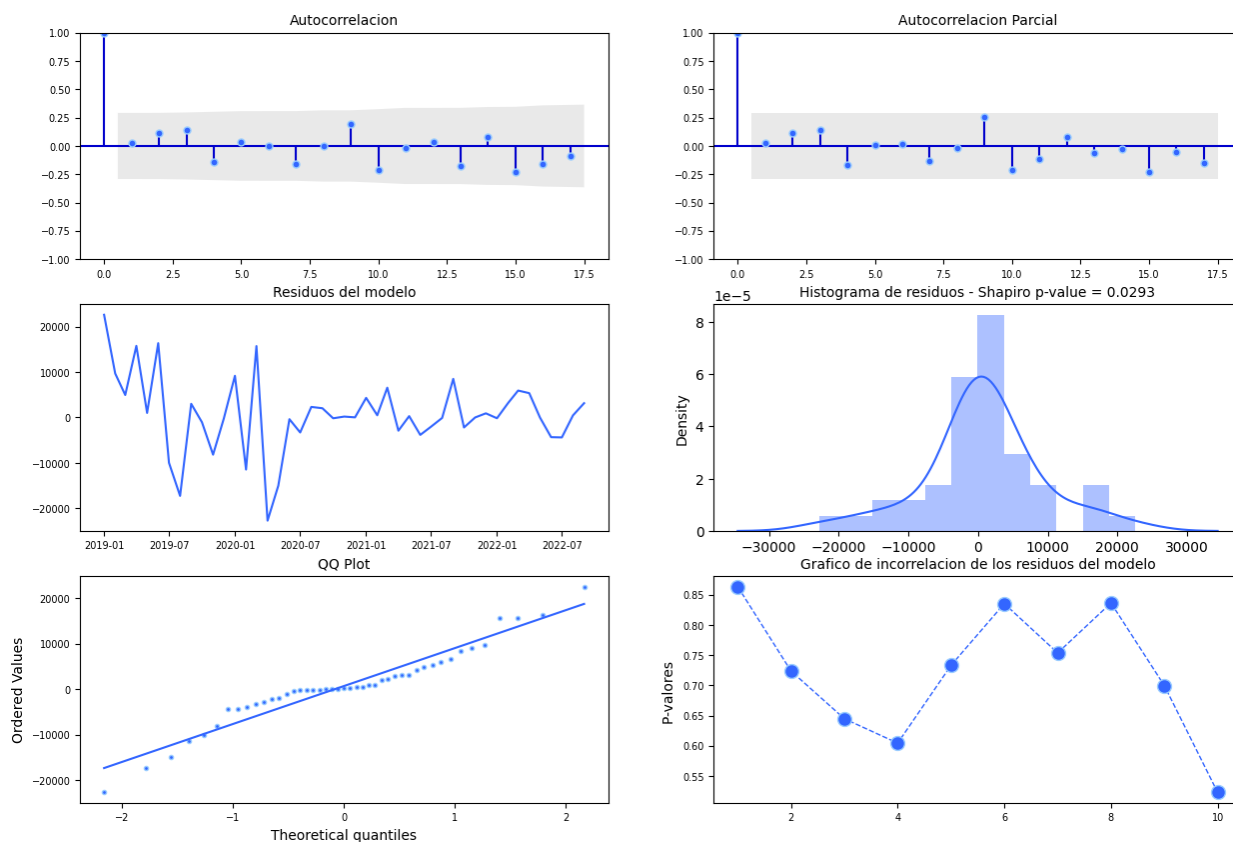 Autocorrelacion
1.00
0.75
0.50
0.25
0.00
−0.25
−0.50
−0.75
−1.00
0.0 2.5 5.0 7.5 10.0 12.5 15.0 17.5
Autocorrelacion Parcial
1.00
0.75
0.50
0.25
0.00
−0.25
−0.50
−0.75
−1.00
0.0 2.5 5.0 7.5 10.0 12.5 15.0 17.5
Residuos del modelo
20000
10000
0
−10000
−20000
2019-01 2019-07 2020-01 2020-07 2021-01 2021-07 2022-01 2022-07
Histograma de residuos - Shapiro p-value = 0.0293
1e−5
8
6
4
2
0
Density
−30000 −20000 −10000 0 10000 20000 30000
QQ Plot
20000
10000
0
−10000
−20000
Ordered Values
−2 −1 0 1 2
Theoretical quantiles
Grafico de incorrelacion de los residuos del modelo
0.85
0.80
0.75
0.70
0.65
0.60
0.55
P-valores
2 4 6 8 10